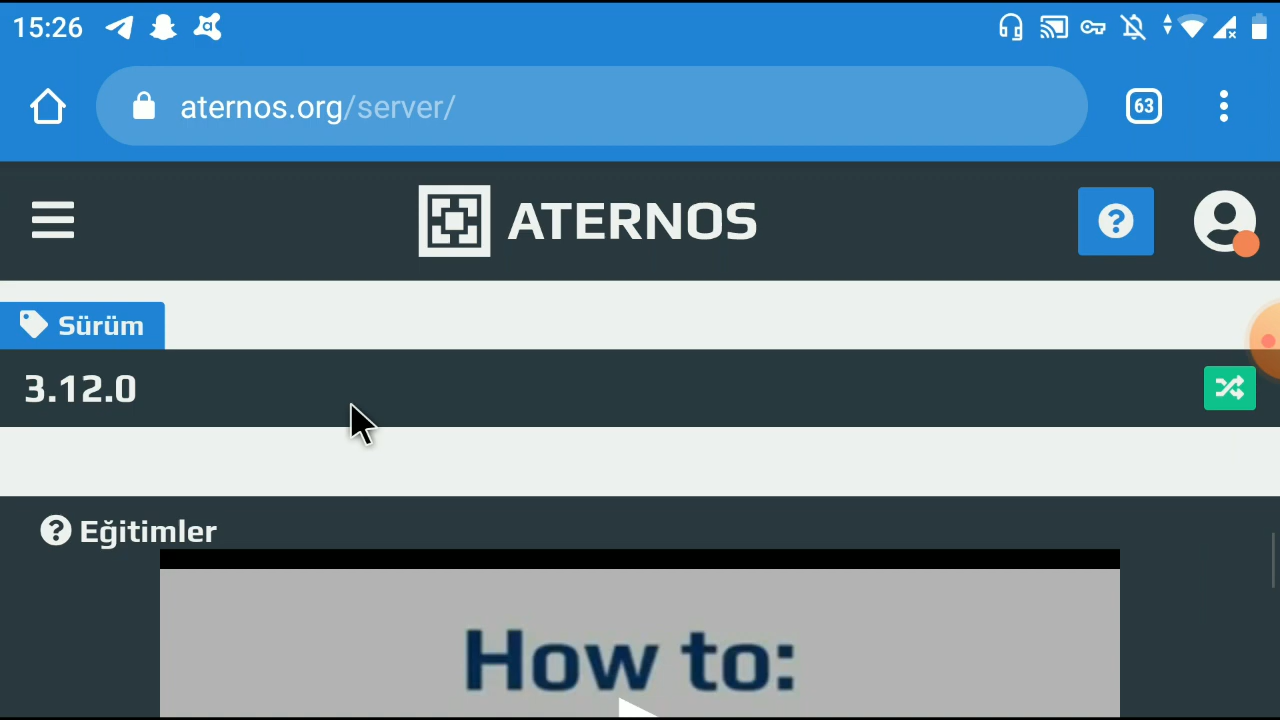 15:26
aternos.org/server/
63
ATERNOS
Sürüm
3.12.0
Eğitimler
How to: